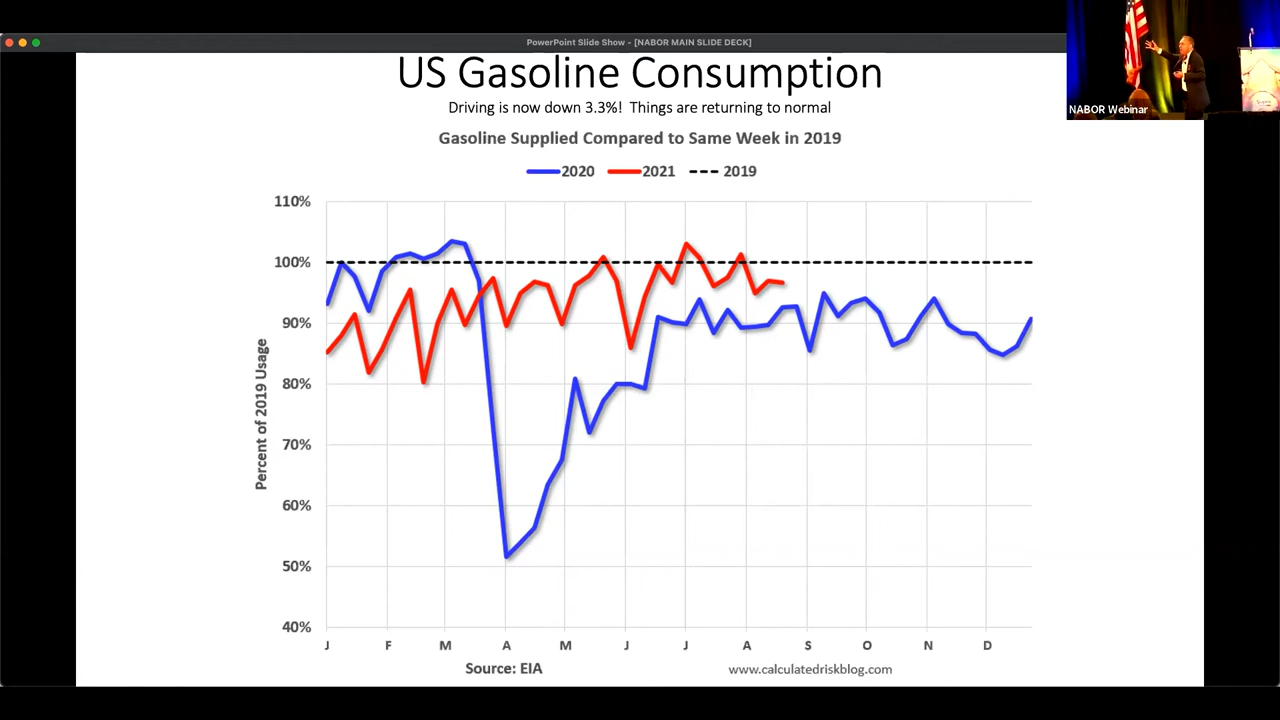 PowerPoint Slide Show - [NABOR MAIN SLIDE DECK]
NABOR Webinar
US Gasoline Consumption
Driving is now down 3.3%! Things are returning to normal
Gasoline Supplied Compared to Same Week in 2019
2020 2021 2019
Percent of 2019 Usage
110%
100%
90%
80%
70%
60%
50%
40%
J F M A M J J A S O N D
Source: EIA www.calculatedriskblog.com